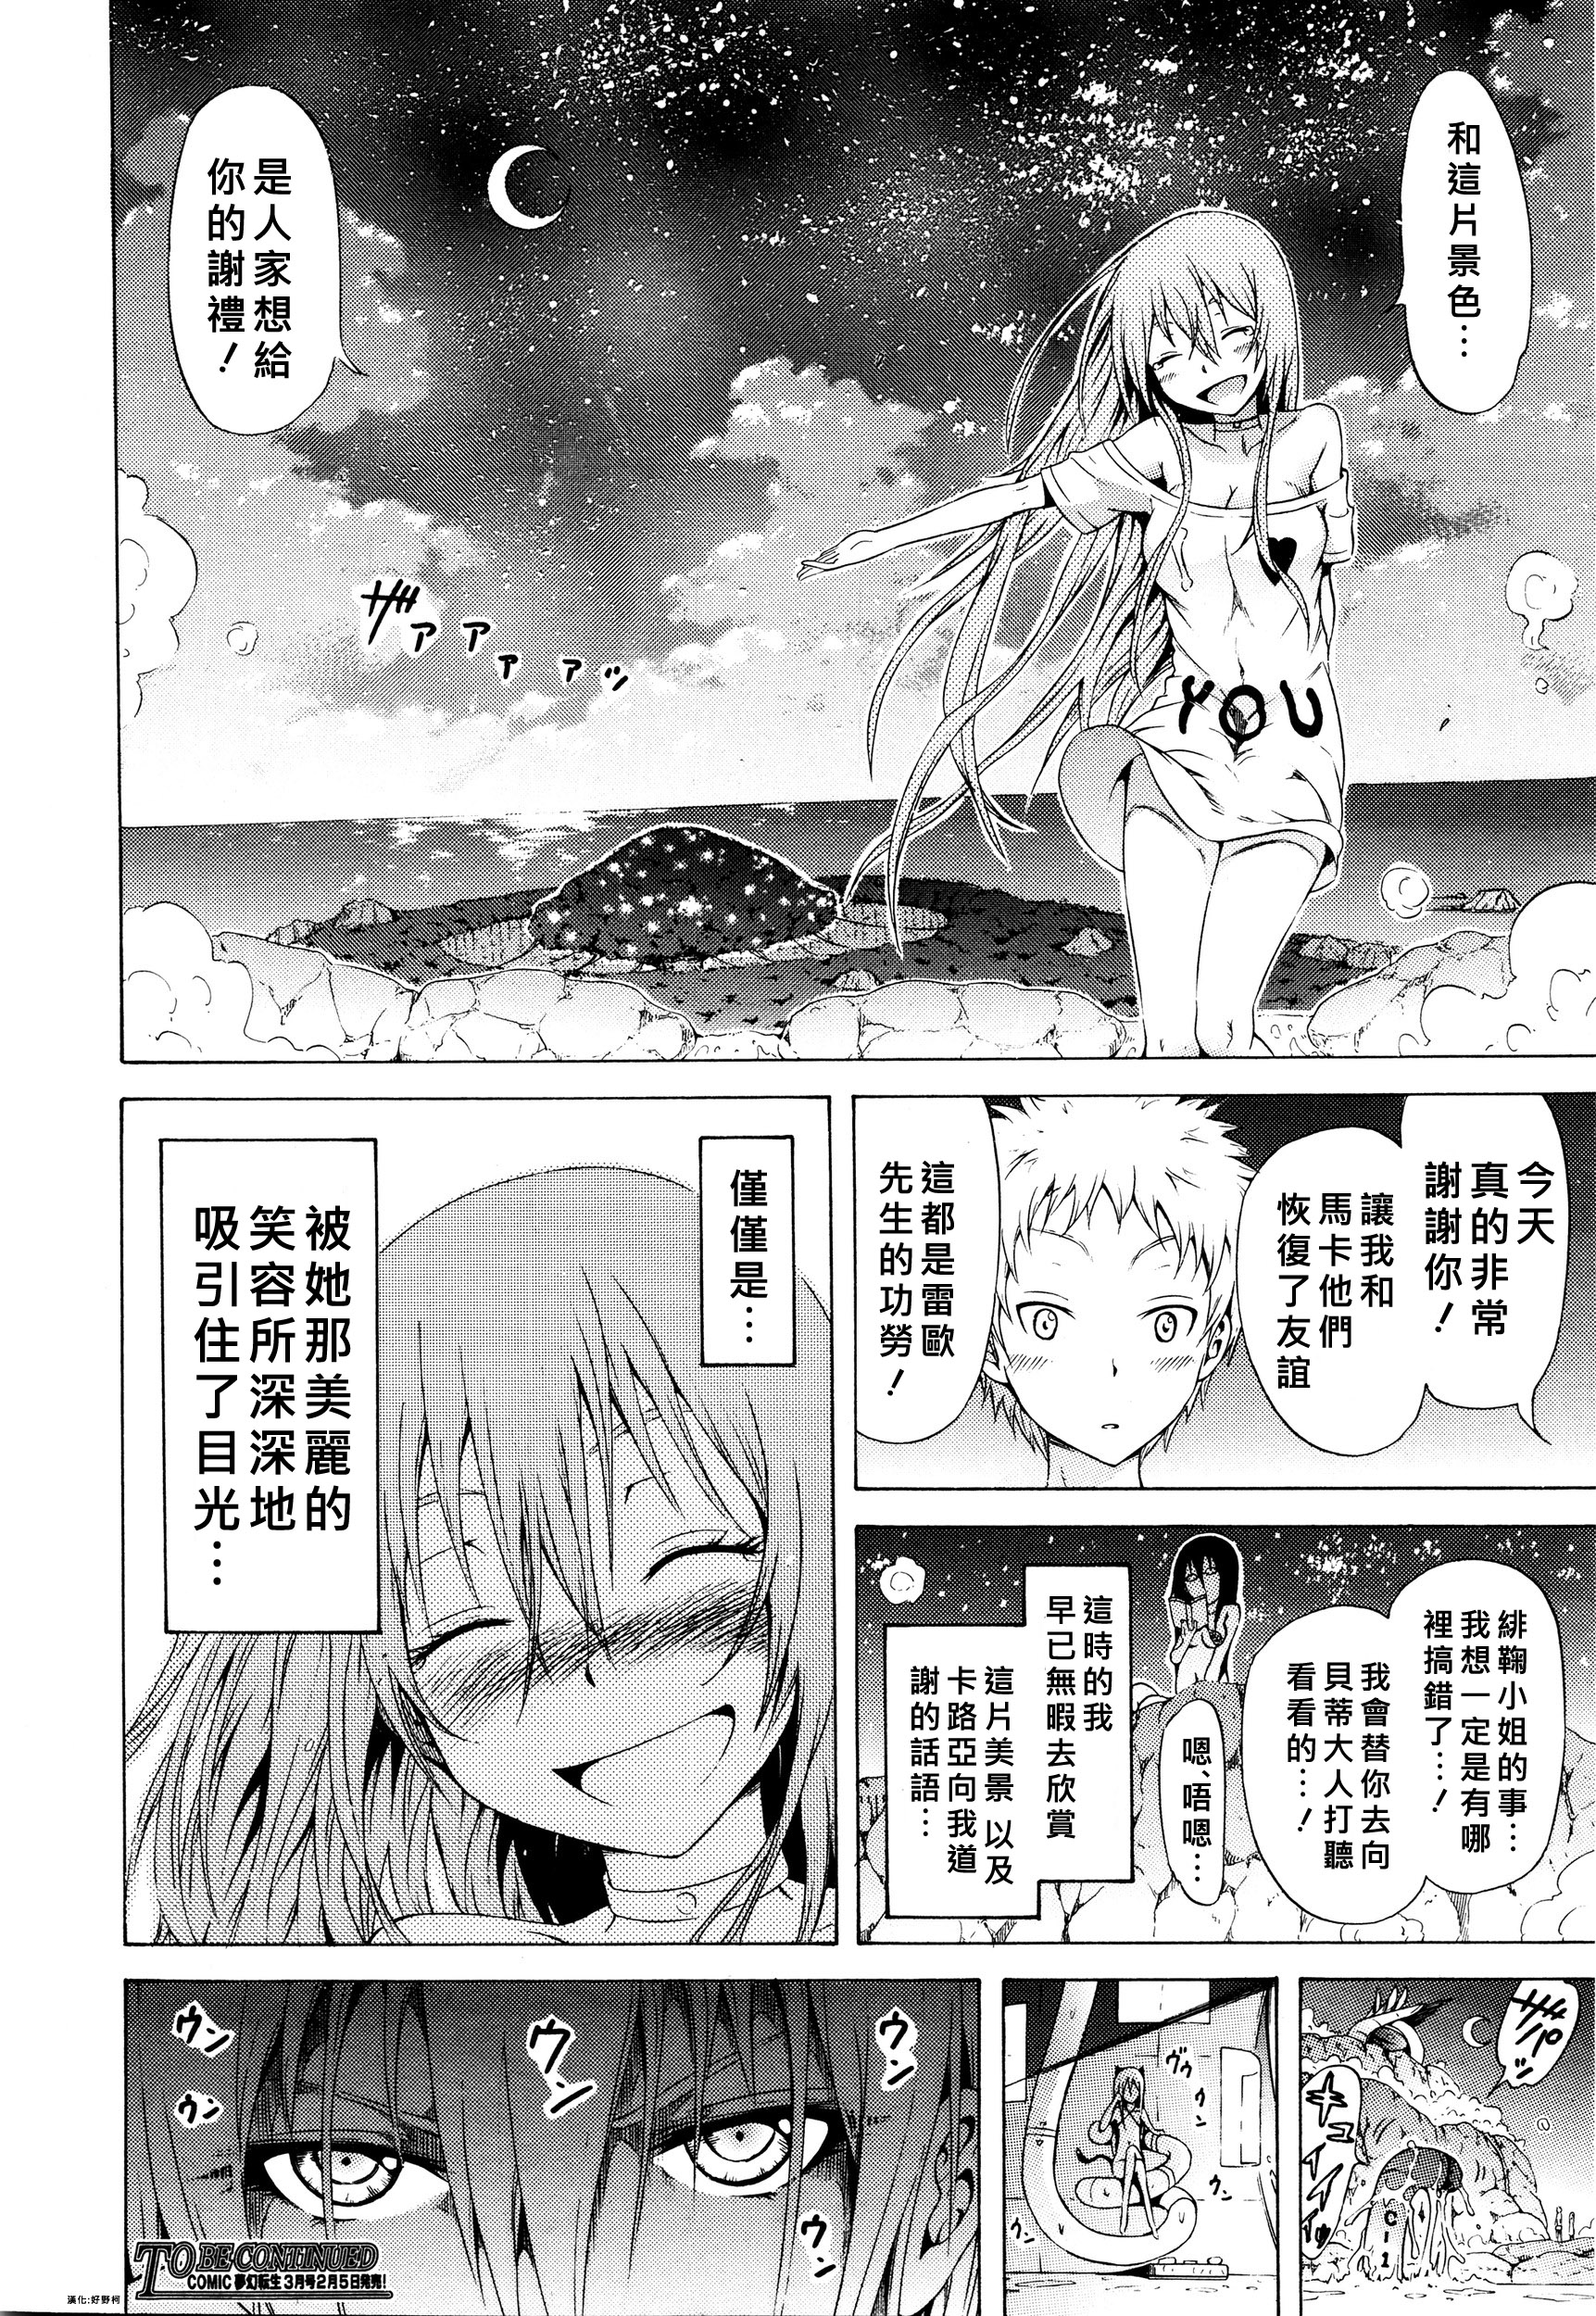 和這片景色…
是人家想給
你的謝禮！
ザァアァアァッ
YOU
今天
真的非常
謝謝你！
讓我和
馬卡他們
恢復了友誼
這都是雷歐
先生的功勞！
僅僅是…
被她那美麗的
笑容所深深地
吸引住了目光…
緋鞠小姐的事…
我想一定是有哪
裡搞錯了…！
我會替你去向
貝蒂大人打聽
看看的…！
嗯、唔嗯…
這時的我
早已無暇去欣賞
這片美景 以及
卡路亞向我道
謝的話語…
キュイイイ
ヴゥゥン
ウン
グン
ウン
ウン
ウン
ウン
ウン
TO BE CONTINUED
COMIC 夢幻転生3月号2月5日発売!
漢化:好野柯